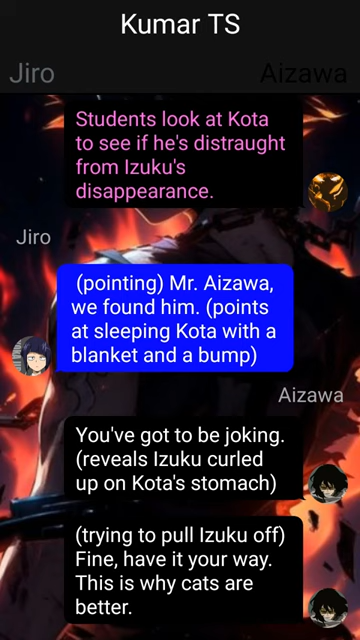 Kumar TS
Jiro
Aizawa
Students look at Kota
to see if he's distraught
from Izuku's
disappearance.
Jiro
(pointing) Mr. Aizawa,
we found him. (points
at sleeping Kota with a
blanket and a bump)
Aizawa
You've got to be joking.
(reveals Izuku curled
up on Kota's stomach)
(trying to pull Izuku off)
Fine, have it your way.
This is why cats are
better.